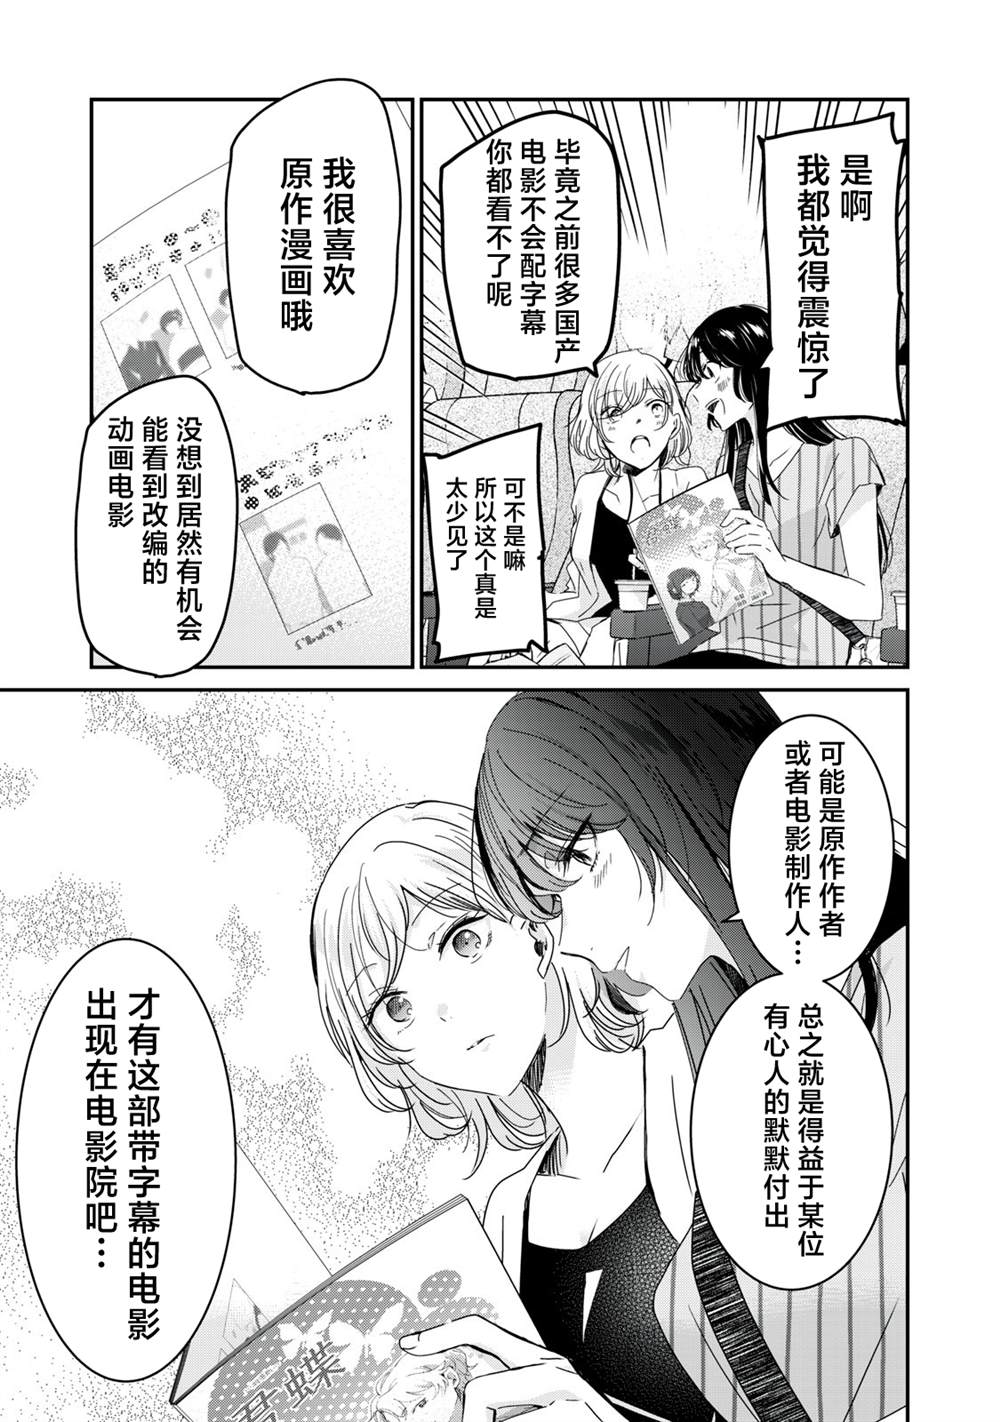 是啊
我都觉得震惊了
毕竟之前很多国产
电影不会配字幕
你都看不了呢
可不是嘛
所以这个真是
太少见了
我很喜欢
原作漫画哦
没想到居然有机会
能看到改编的
动画电影
可能是原作作者
或者电影制作人…
总之就是得益于某位
有心人的默默付出
才有这部带字幕的电影
出现在电影院吧…
君蝶